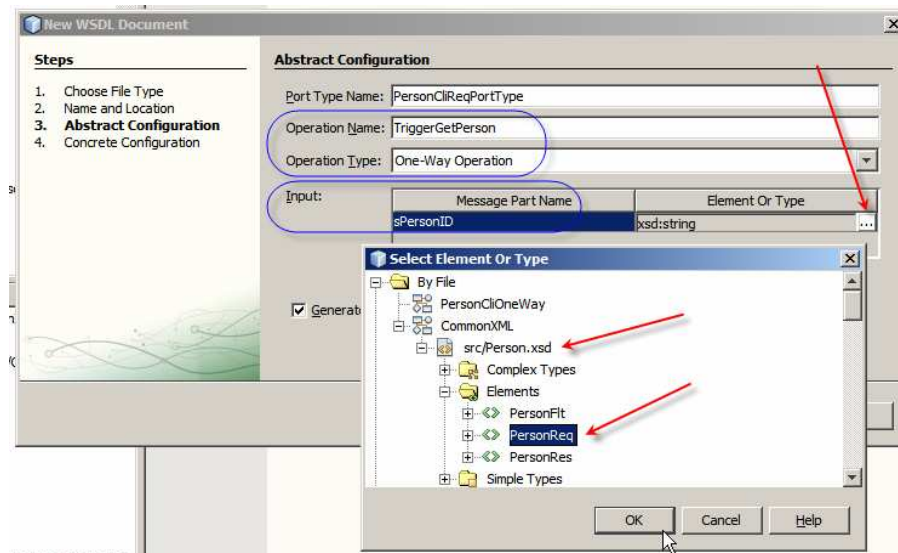 New WSDL Document
Steps
1. Choose File Type
2. Name and Location
3. Abstract Configuration
4. Concrete Configuration
Abstract Configuration
Port Type Name: PersonCliReqPortType
Operation Name: TriggerGetPerson
Operation Type: One-Way Operation
Input:
Message Part Name Element Or Type
sPersonID xsd:string ...
Select Element Or Type
By File
PersonCliOneWay
CommonXML
src/Person.xsd
Complex Types
Elements
PersonFlt
PersonReq
PersonRes
Simple Types
OK Cancel Help